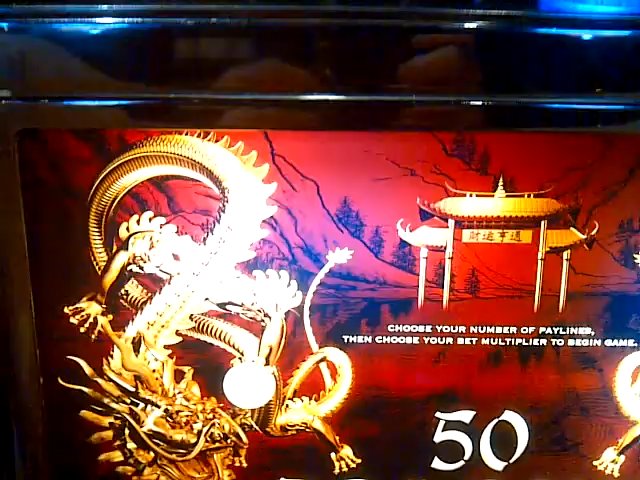 CHOOSE YOUR NUMBER OF PAYLINES,
THEN CHOOSE YOUR BET MULTIPLIER TO BEGIN GAME.
50